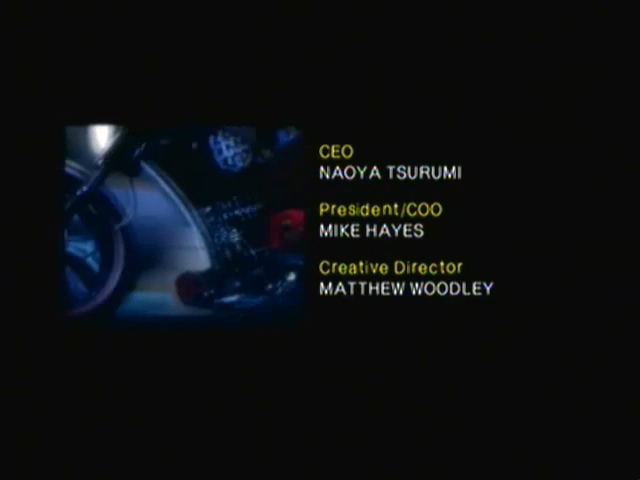 CEO
NAOYA TSURUMI
President/COO
MIKE HAYES
Creative Director
MATTHEW WOODLEY